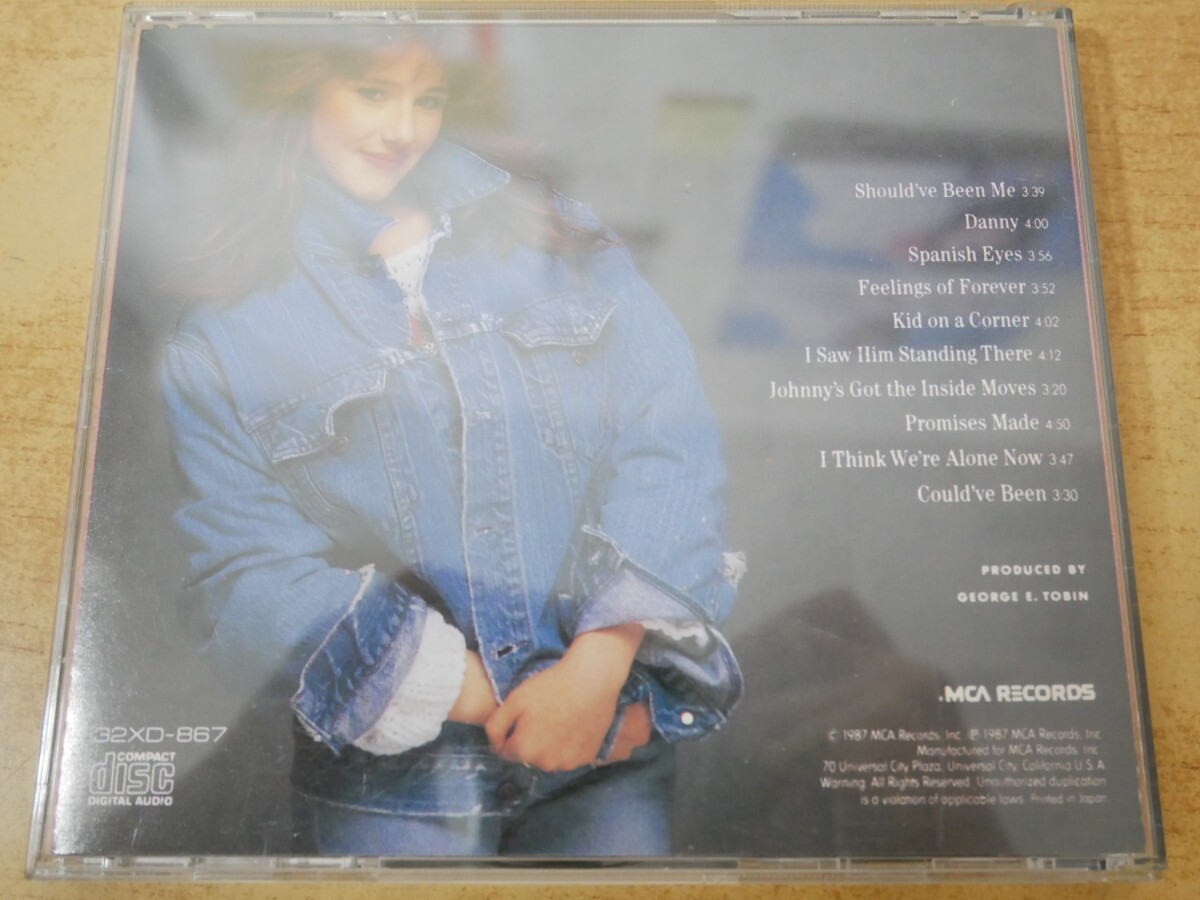 Should've Been Me 3:39
Danny 4:00
Spanish Eyes 3:56
Feelings of Forever 3:52
Kid on a Corner 4:02
I Saw Him Standing There 4:12
Johnny's Got the Inside Moves 3:20
Promises Made 4:50
I Think We're Alone Now 3:47
Could've Been 3:30
PRODUCED BY
GEORGE E. TOBIN
MCA RECORDS
32XD-867
COMPACT
disc
DIGITAL AUDIO
© 1987 MCA Records, Inc. ℗ 1987 MCA Records, Inc.
Manufactured for MCA Records, Inc.
70 Universal City Plaza, Universal City, California U.S.A.
Warning. All Rights Reserved. Unauthorized duplication
is a violation of applicable laws. Printed in Japan